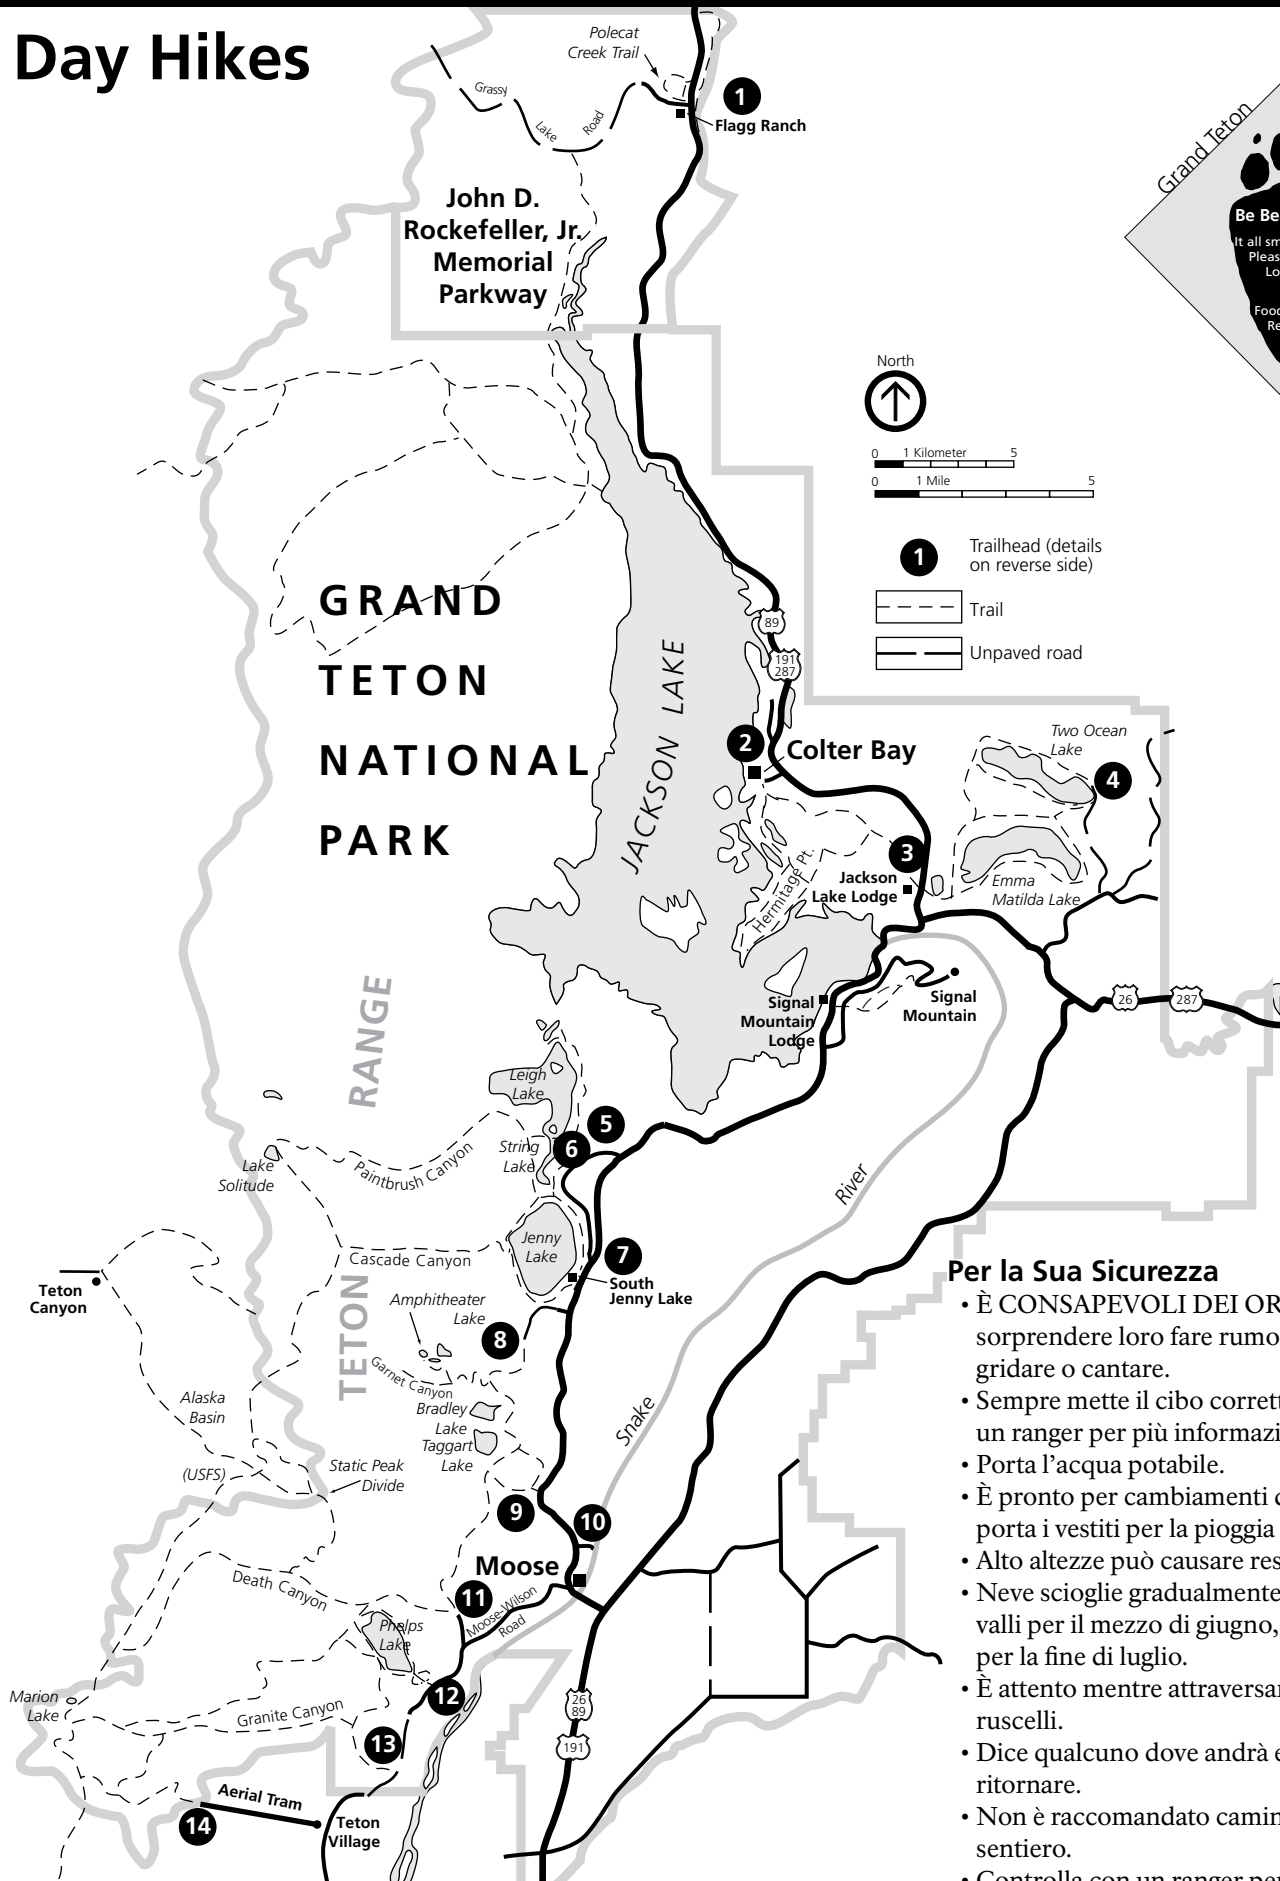 Day Hikes
Polecat
Creek Trail
Grassy
Lake
Road
1
Flagg Ranch
Grand Teton
Be Be
It all sm
Pleas
Lo
Food
Re
John D.
Rockefeller, Jr.
Memorial
Parkway
North
0 1 Kilometer 5
0 1 Mile 5
1
Trailhead (details
on reverse side)
Trail
Unpaved road
GRAND
TETON
NATIONAL
PARK
JACKSON LAKE
89
191
287
2
Colter Bay
Two Ocean
Lake
4
3
Jackson
Lake Lodge
Hermitage Pt.
Emma
Matilda Lake
Signal
Mountain
Lodge
Signal
Mountain
26
287
TETON RANGE
Leigh
Lake
5
6
String
Lake
Lake
Solitude
Paintbrush Canyon
Snake River
Jenny
Lake
7
South
Jenny Lake
Cascade Canyon
Teton
Canyon
Amphitheater
Lake
8
Garnet Canyon
Bradley
Lake
Taggart
Lake
Alaska
Basin
(USFS)
Static Peak
Divide
9
10
Moose
11
Moose-Wilson
Road
Death Canyon
Phelps
Lake
12
Marion
Lake
Granite Canyon
13
26
89
191
Aerial Tram
14
Teton
Village
Per la Sua Sicurezza
• È CONSAPEVOLI DEI OR
sorprendere loro fare rumo
gridare o cantare.
• Sempre mette il cibo corrett
un ranger per più informazi
• Porta l’acqua potabile.
• È pronto per cambiamenti d
porta i vestiti per la pioggia
• Alto altezze può causare res
• Neve scioglie gradualmente
valli per il mezzo di giugno,
per la fine di luglio.
• È attento mentre attraversan
ruscelli.
• Dice qualcuno dove andrà e
ritornare.
• Non è raccomandato camin
sentiero.
• Controlla con un ranger per